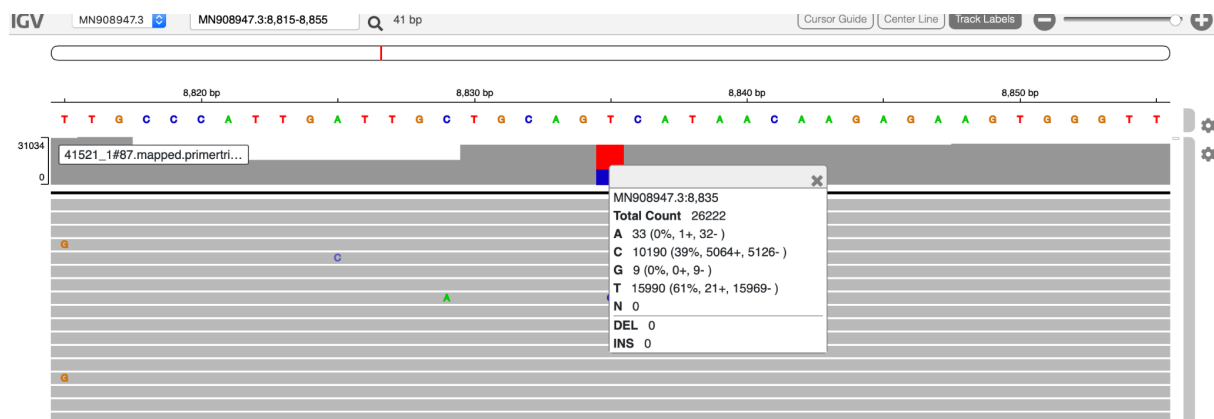 IGV MN908947.3 MN908947.3:8,815-8,855 41 bp Cursor Guide Center Line Track Labels
8,820 bp 8,830 bp 8,840 bp 8,850 bp
T T G C C C A T T G A T T G C T G C A G T C A T A A C A A G A G A A G T G G G T T
31034
41521_1#87.mapped.primertri...
0
MN908947.3:8,835
Total Count 26222
A 33 (0%, 1+, 32- )
C 10190 (39%, 5064+, 5126- )
G 9 (0%, 0+, 9- )
T 15990 (61%, 21+, 15969- )
N 0
DEL 0
INS 0
G
C
A
G